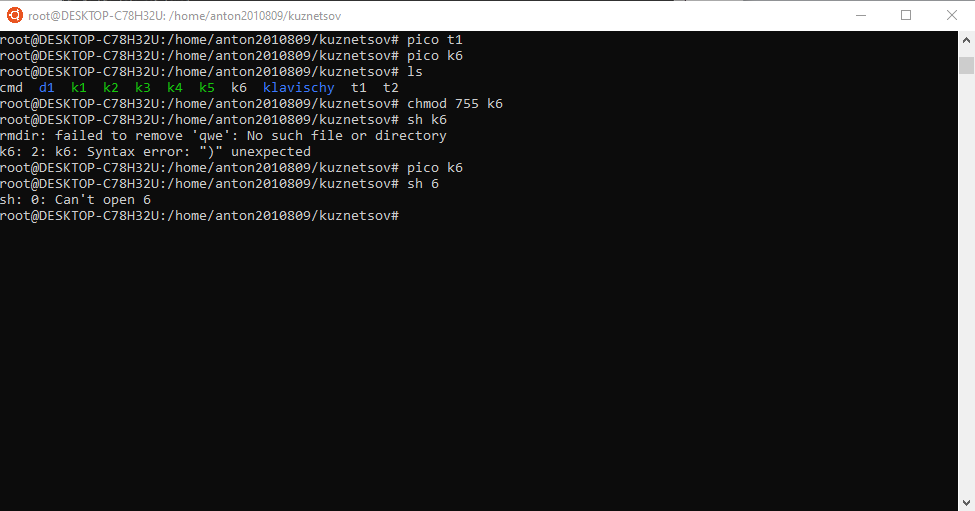 root@DESKTOP-C78H32U: /home/anton2010809/kuznetsov
root@DESKTOP-C78H32U:/home/anton2010809/kuznetsov# pico t1
root@DESKTOP-C78H32U:/home/anton2010809/kuznetsov# pico k6
root@DESKTOP-C78H32U:/home/anton2010809/kuznetsov# ls
cmd  d1  k1  k2  k3  k4  k5  k6  klavischy  t1  t2
root@DESKTOP-C78H32U:/home/anton2010809/kuznetsov# chmod 755 k6
root@DESKTOP-C78H32U:/home/anton2010809/kuznetsov# sh k6
rmdir: failed to remove 'qwe': No such file or directory
k6: 2: k6: Syntax error: ")" unexpected
root@DESKTOP-C78H32U:/home/anton2010809/kuznetsov# pico k6
root@DESKTOP-C78H32U:/home/anton2010809/kuznetsov# sh 6
sh: 0: Can't open 6
root@DESKTOP-C78H32U:/home/anton2010809/kuznetsov#